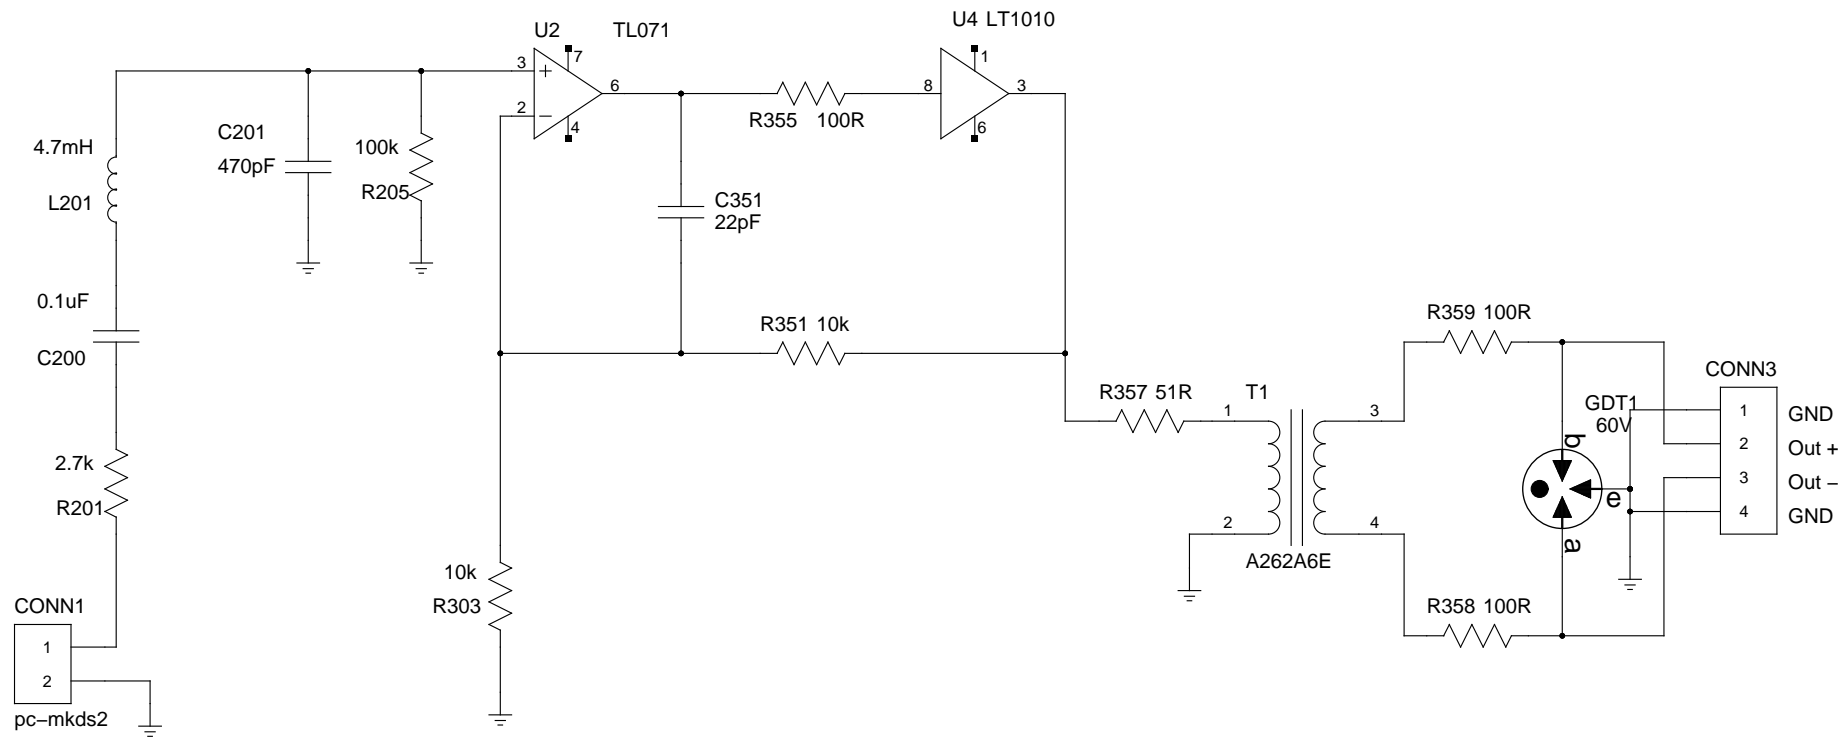 U4 LT1010
U2
TL071
7
1
3
+
6
8
3
2
−
4
6
R355
100R
C201
470pF
100k
R205
4.7mH
L201
C351
22pF
0.1uF
C200
R351 10k
R359 100R
CONN3
R357 51R
T1
1
3
GDT1
60V
1
GND
b
2
Out +
2.7k
R201
3
Out −
e
2
4
4
GND
a
A262A6E
10k
R303
R358 100R
CONN1
1
2
pc−mkds2